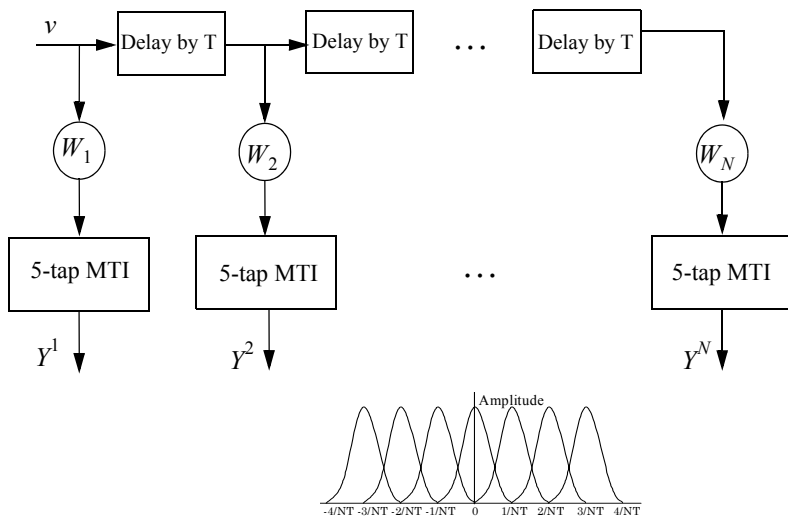 v
Delay by T
Delay by T
...
Delay by T
W1
W2
WN
5-tap MTI
5-tap MTI
...
5-tap MTI
Y1
Y2
YN
Amplitude
-4/NT -3/NT -2/NT -1/NT 0 1/NT 2/NT 3/NT 4/NT